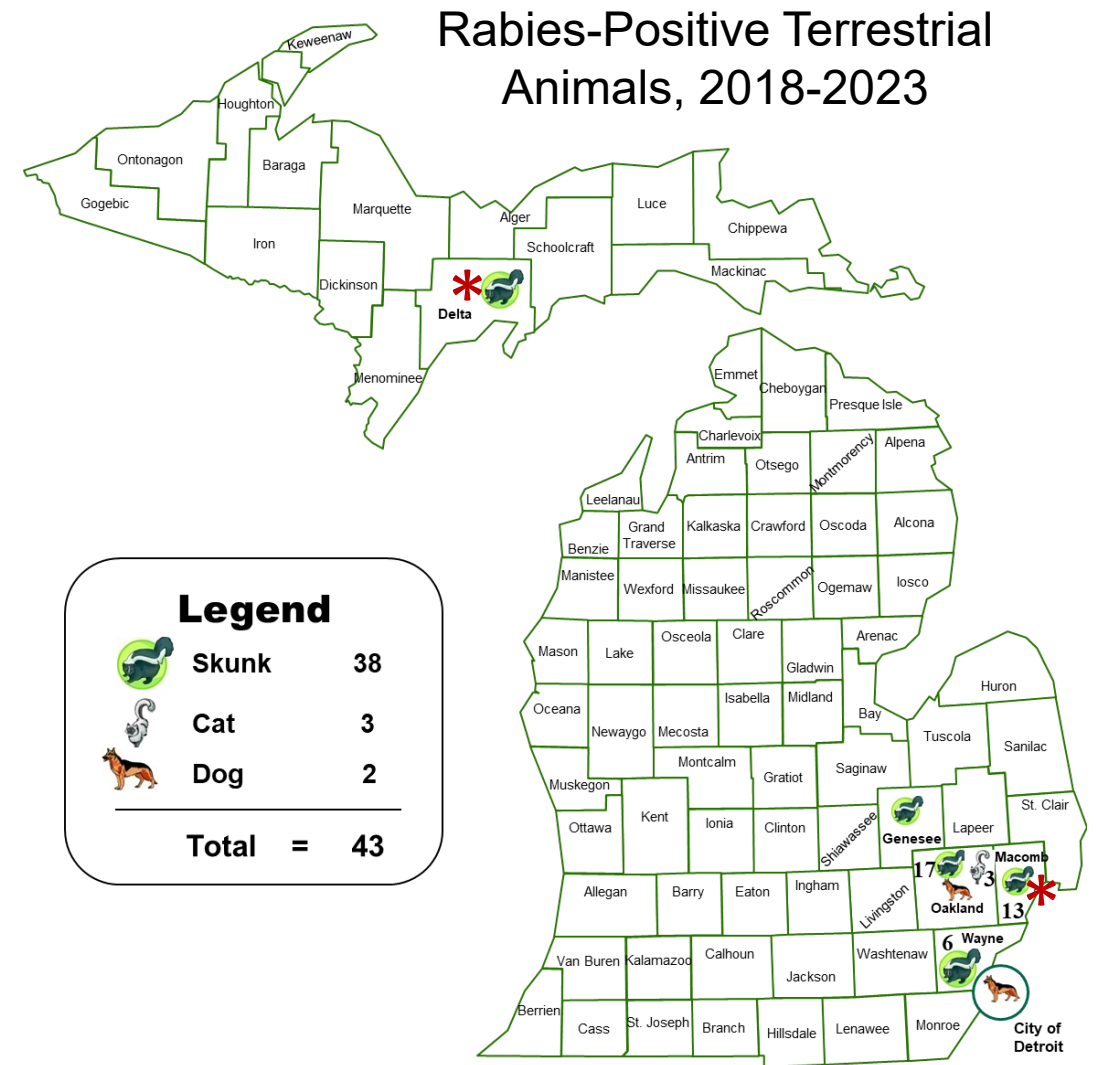 Rabies-Positive Terrestrial
Animals, 2018-2023
Keweenaw
Houghton
Ontonagon
Baraga
Gogebic
Marquette
Iron
Dickinson
Menominee
Alger
Schoolcraft
Luce
Chippewa
Mackinac
*
Delta
Emmet
Cheboygan
Presque Isle
Charlevoix
Antrim
Otsego
Montmorency
Alpena
Leelanau
Benzie
Grand
Traverse
Kalkaska
Crawford
Oscoda
Alcona
Manistee
Wexford
Missaukee
Roscommon
Ogemaw
Iosco
Mason
Lake
Osceola
Clare
Gladwin
Arenac
Oceana
Newaygo
Mecosta
Isabella
Midland
Bay
Huron
Tuscola
Sanilac
Muskegon
Montcalm
Gratiot
Saginaw
Ottawa
Kent
Ionia
Clinton
Shiawassee
Genesee
Lapeer
St. Clair
Allegan
Barry
Eaton
Ingham
Livingston
17
3
Oakland
Macomb
13
*
Van Buren
Kalamazoo
Calhoun
Jackson
Washtenaw
6
Wayne
Berrien
Cass
St. Joseph
Branch
Hillsdale
Lenawee
Monroe
City of
Detroit
Legend
Skunk 38
Cat 3
Dog 2
Total = 43